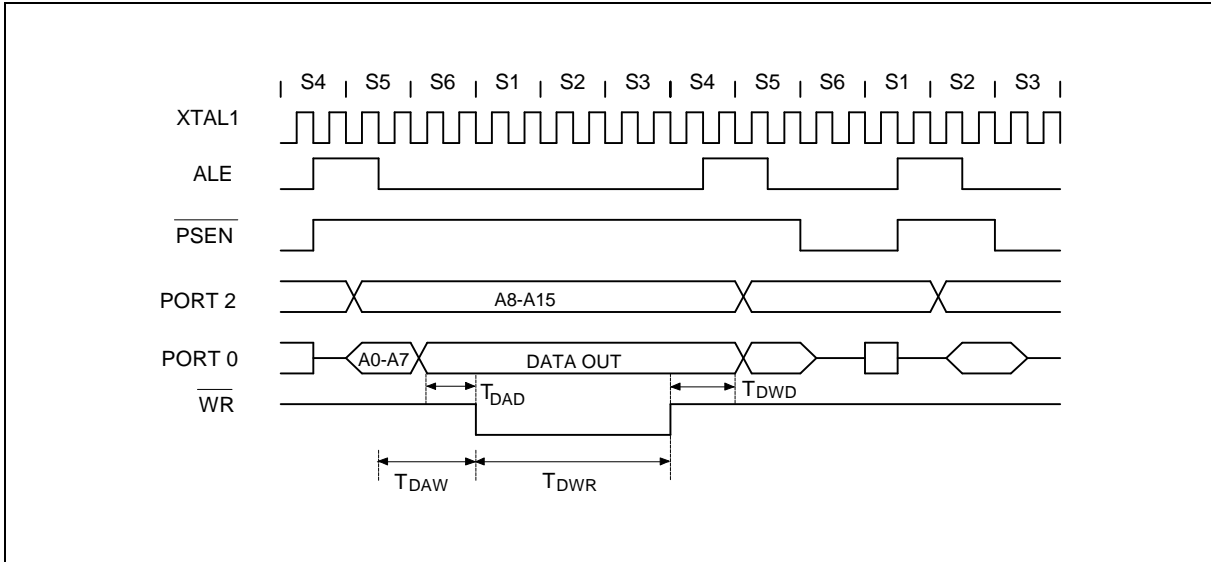 S4 S5 S6 S1 S2 S3 S4 S5 S6 S1 S2 S3
XTAL1
ALE
PSEN
PORT 2
A8-A15
PORT 0
A0-A7
DATA OUT
WR
TDAD
TDWD
TDAW
TDWR